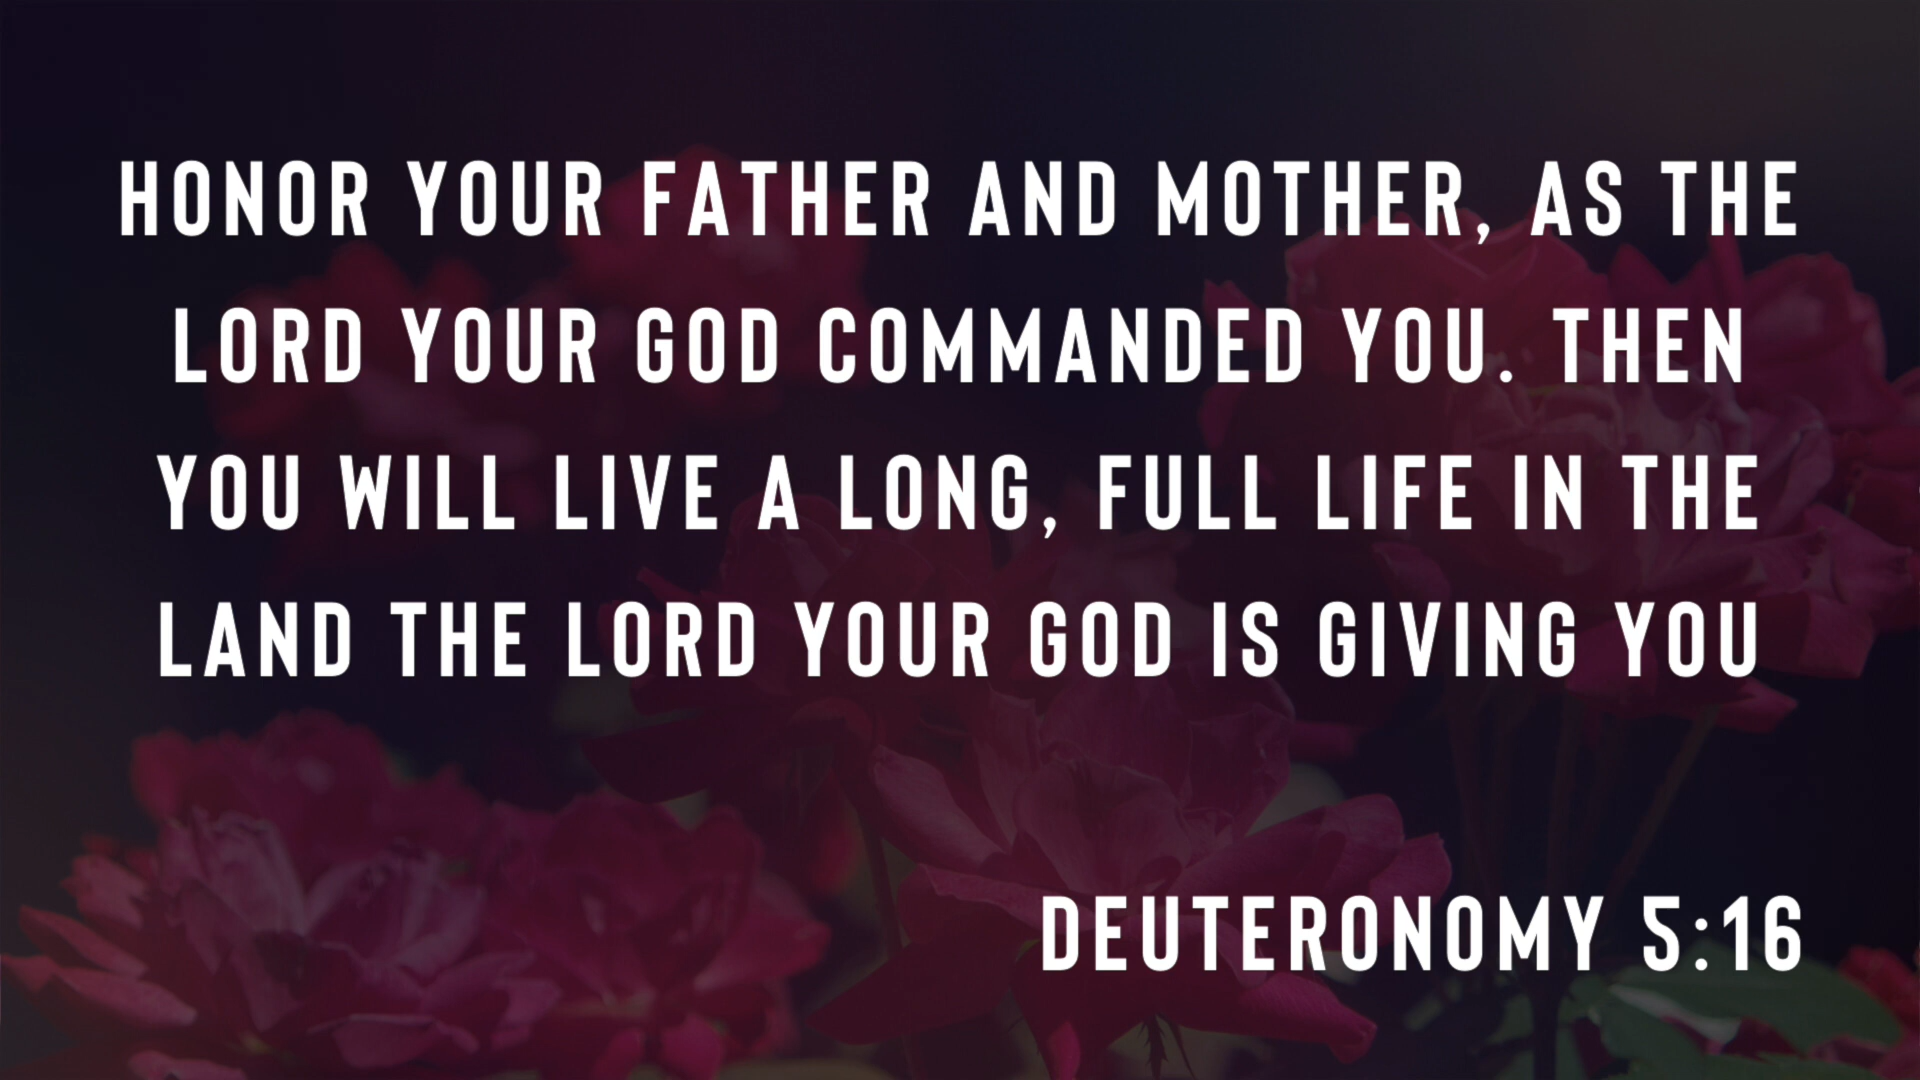 HONOR YOUR FATHER AND MOTHER, AS THE
LORD YOUR GOD COMMANDED YOU. THEN
YOU WILL LIVE A LONG, FULL LIFE IN THE
LAND THE LORD YOUR GOD IS GIVING YOU
DEUTERONOMY 5:16